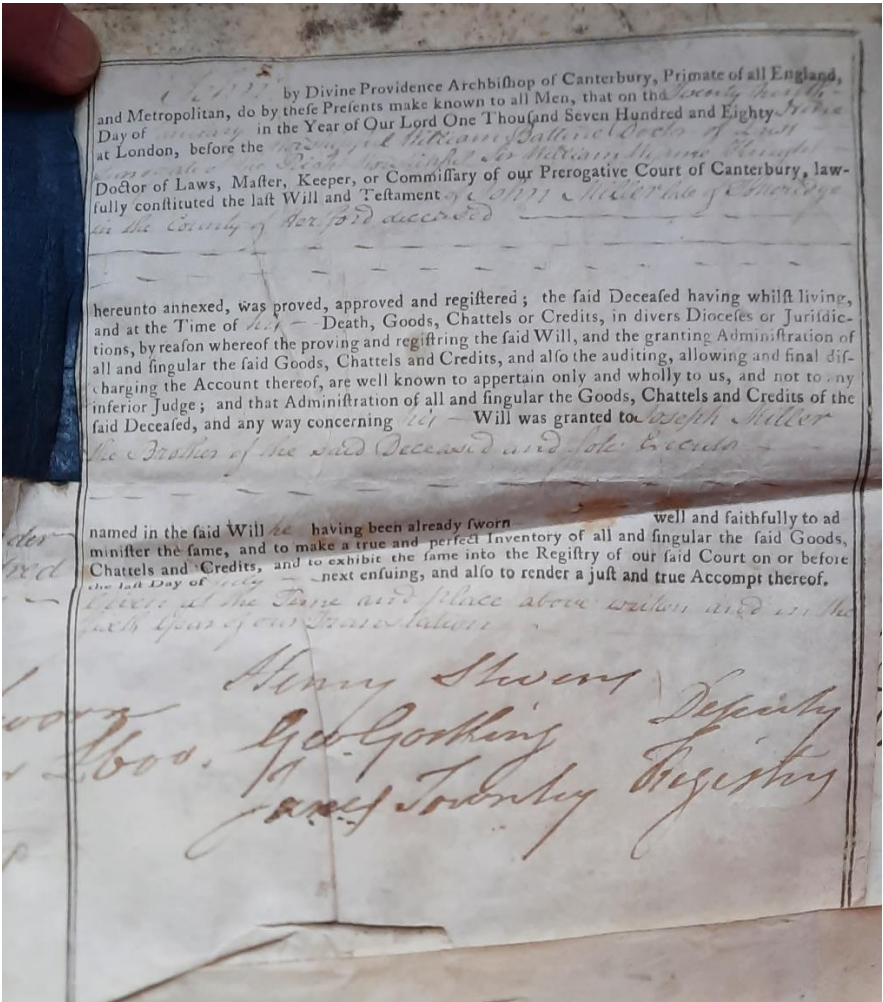 John by Divine Providence Archbiſhop of Canterbury, Primate of all England,
and Metropolitan, do by theſe Preſents make known to all Men, that on the Twenty
Day of in the Year of Our Lord One Thouſand Seven Hundred and Eighty Nine
at London, before the William Battine Doctor of Laws
the Right William Wynne Knight
Doctor of Laws, Maſter, Keeper, or Commiſſary of our Prerogative Court of Canterbury, law-
fully conſtituted the laſt Will and Teſtament of John Miller late of
in the County of Hertford deceased
hereunto annexed, was proved, approved and regiſtered; the ſaid Deceaſed having whilſt living,
and at the Time of his Death, Goods, Chattels or Credits, in divers Dioceſes or Juriſdic-
tions, by reaſon whereof the proving and regiſtring the ſaid Will, and the granting Adminiſtration of
all and ſingular the ſaid Goods, Chattels and Credits, and alſo the auditing, allowing and final diſ-
charging the Account thereof, are well known to appertain only and wholly to us, and not to any
inferior Judge; and that Adminiſtration of all and ſingular the Goods, Chattels and Credits of the
ſaid Deceaſed, and any way concerning his Will was granted to Joseph Miller
the Brother of the said Deceased and sole Executor
named in the ſaid Will he having been already ſworn well and faithfully to ad
miniſter the ſame, and to make a true and perfect Inventory of all and ſingular the ſaid Goods,
Chattels and Credits, and to exhibit the ſame into the Regiſtry of our ſaid Court on or before
the laſt Day of July next enſuing, and alſo to render a juſt and true Accompt thereof.
Given at the Time and place above written and in the
sixth Year of our Translation
Henry Stevens
Geo Gostling Deputy
James Townley Registers
£600.